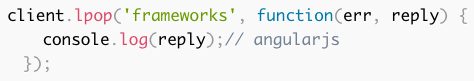 client.lpop('frameworks', function(err, reply) {
    console.log(reply);// angularjs
  });